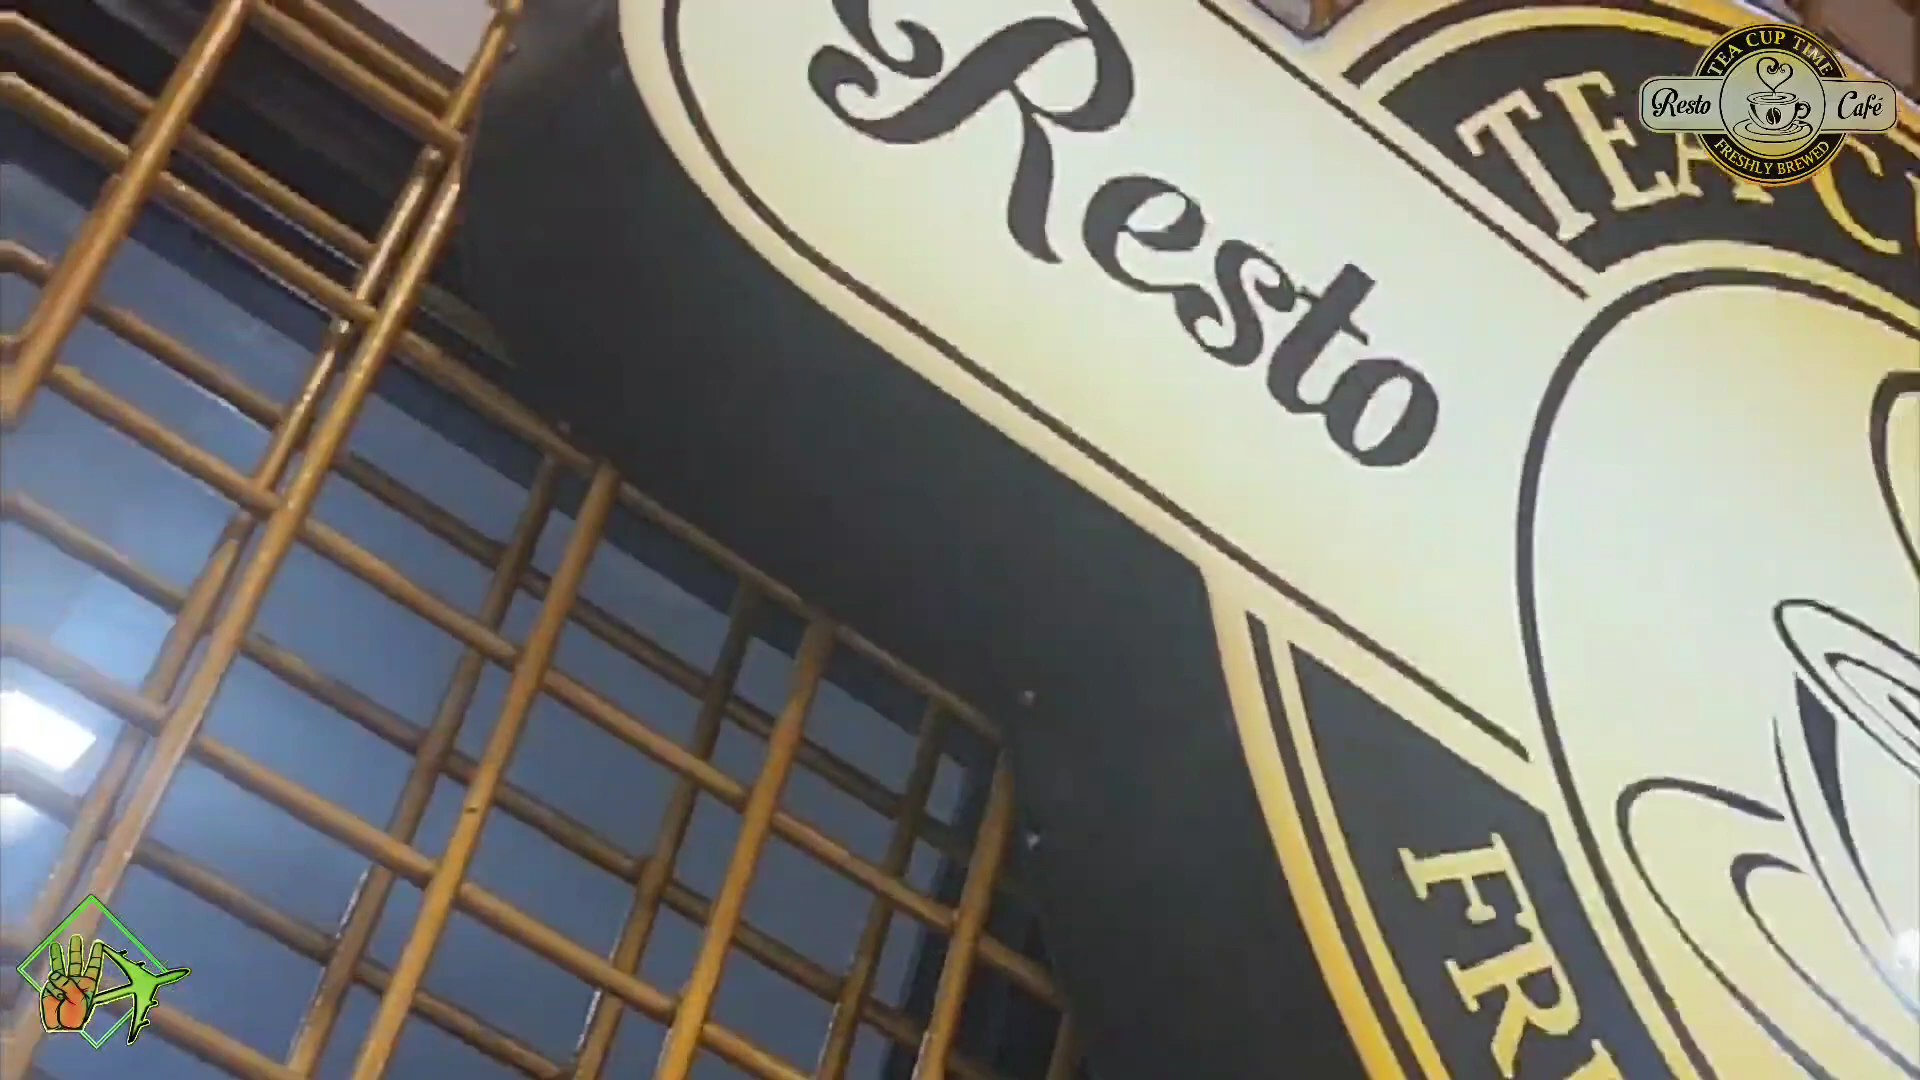 Resto
TEA C
FR
TEA CUP TIME
Resto
Café
FRESHLY BREWED